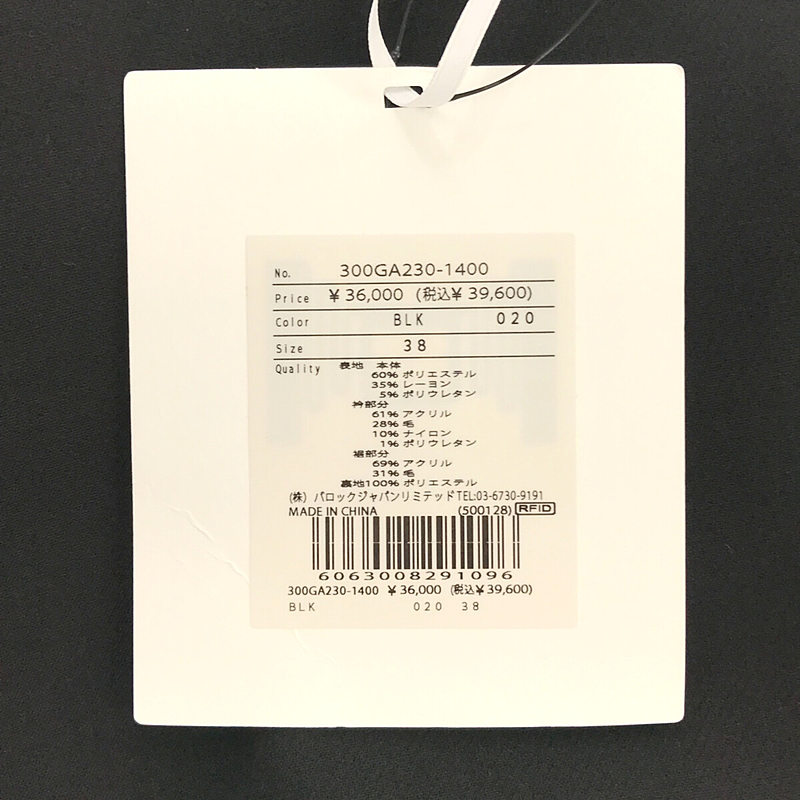 No. 300GA230-1400
Price ¥36,000 (税込¥39,600)
Color BLK 020
Size 38
Quality 表地 本体
60% ポリエステル
35% レーヨン
5% ポリウレタン
衿部分
61% アクリル
28% 毛
10% ナイロン
1% ポリウレタン
裾部分
69% アクリル
31% 毛
裏地100% ポリエステル
(株) バロックジャパンリミテッドTEL:03-6730-9191
MADE IN CHINA (500128) RFID
6063008291096
300GA230-1400 ¥36,000 (税込¥39,600)
BLK 020 38